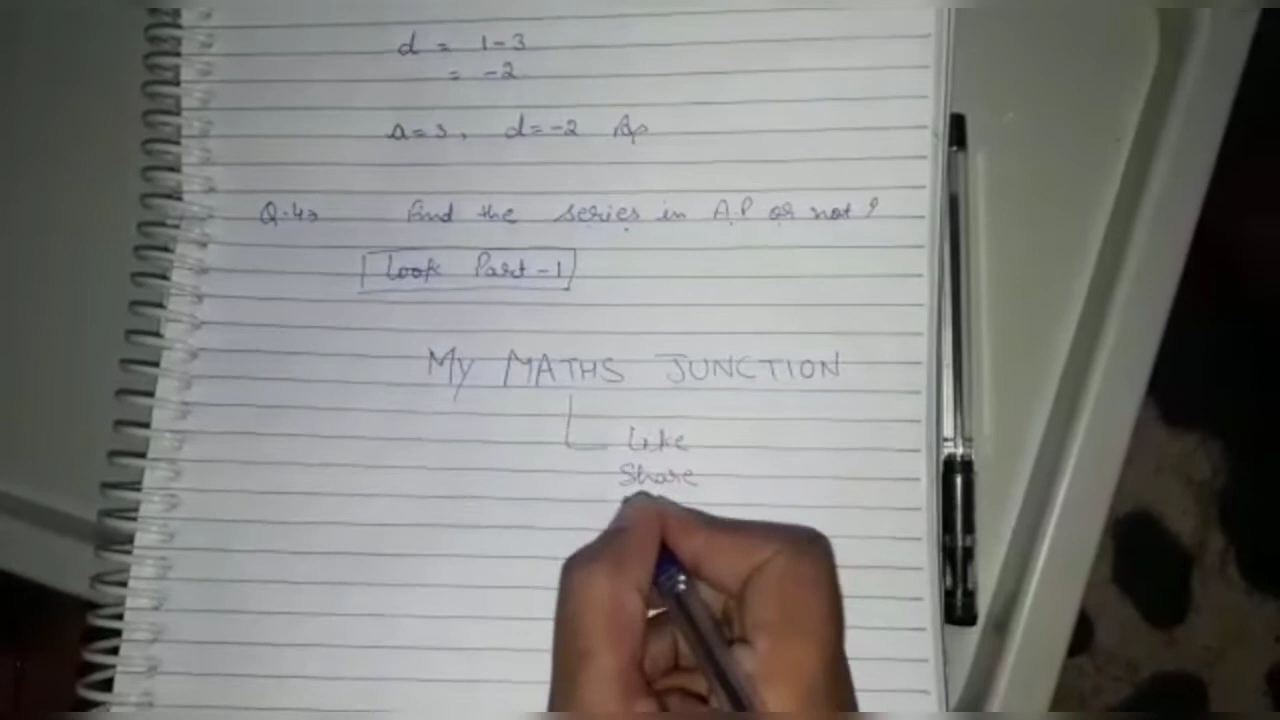 d = 1-3
= -2
a=3, d=-2 Ap
Q.4→ Find the series in A.P or not?
Look Part-1
MY MATHS JUNCTION
Like
Share